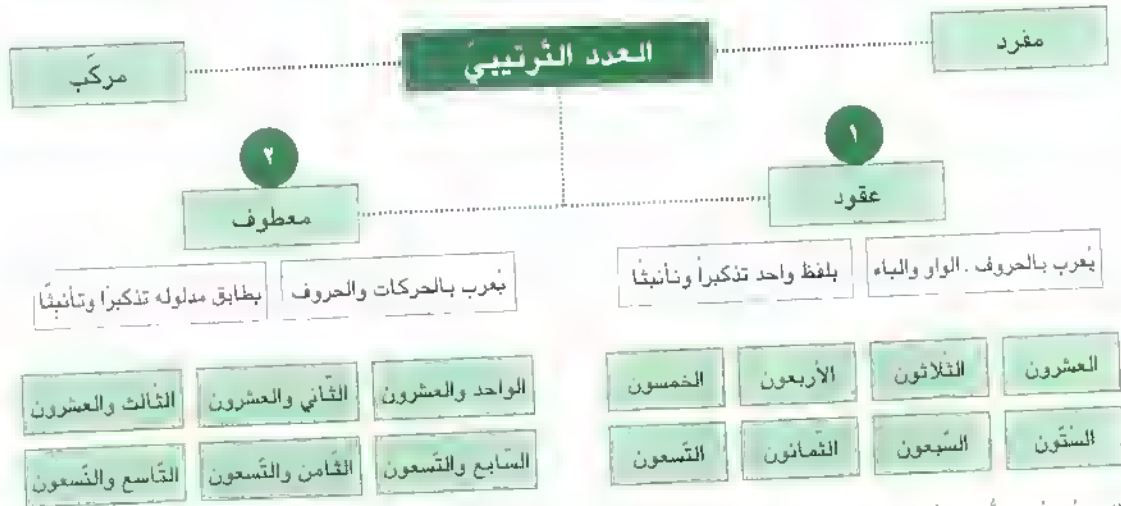 مفرد
العدد التّرتيبيّ
مركّب
١
عقود
٢
معطوف
يُعرب بالحروف . الواو والياء
بلفظ واحد تذكيراً وتأنيثًا
يُعرب بالحركات والحروف
يطابق مدلوله تذكيرًا وتأنيثًا
العشرون
الثّلاثون
الأربعون
الخمسون
السّتّون
السّبعون
الثّمانون
التّسعون
الواحد والعشرون
الثّاني والعشرون
الثّالث والعشرون
السّابع والتّسعون
الثّامن والتّسعون
التّاسع والتّسعون